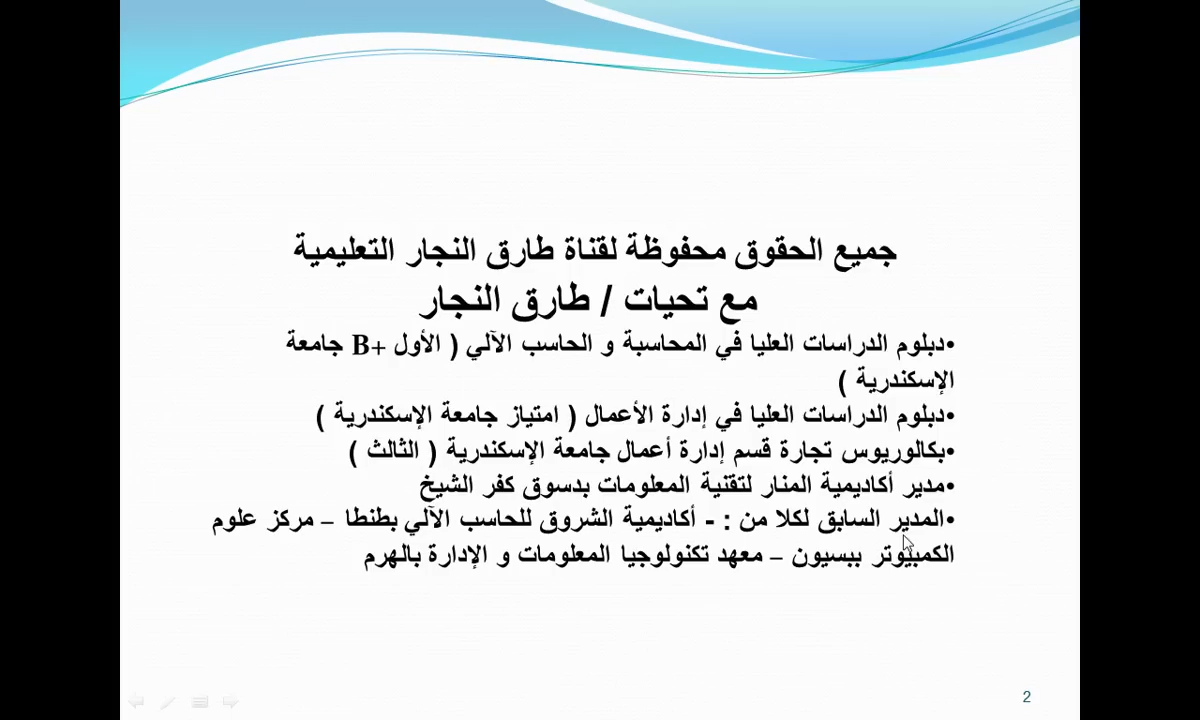 جميع الحقوق محفوظة لقناة طارق النجار التعليمية
مع تحيات / طارق النجار
•دبلوم الدراسات العليا في المحاسبة و الحاسب الآلي ( الأول +B جامعة
الإسكندرية )
•دبلوم الدراسات العليا في إدارة الأعمال ( امتياز جامعة الإسكندرية )
•بكالوريوس تجارة قسم إدارة أعمال جامعة الإسكندرية ( الثالث )
•مدير أكاديمية المنار لتقنية المعلومات بدسوق كفر الشيخ
•المدير السابق لكلا من : - أكاديمية الشروق للحاسب الآلي بطنطا – مركز علوم
الكمبيوتر ببسيون – معهد تكنولوجيا المعلومات و الإدارة بالهرم
2